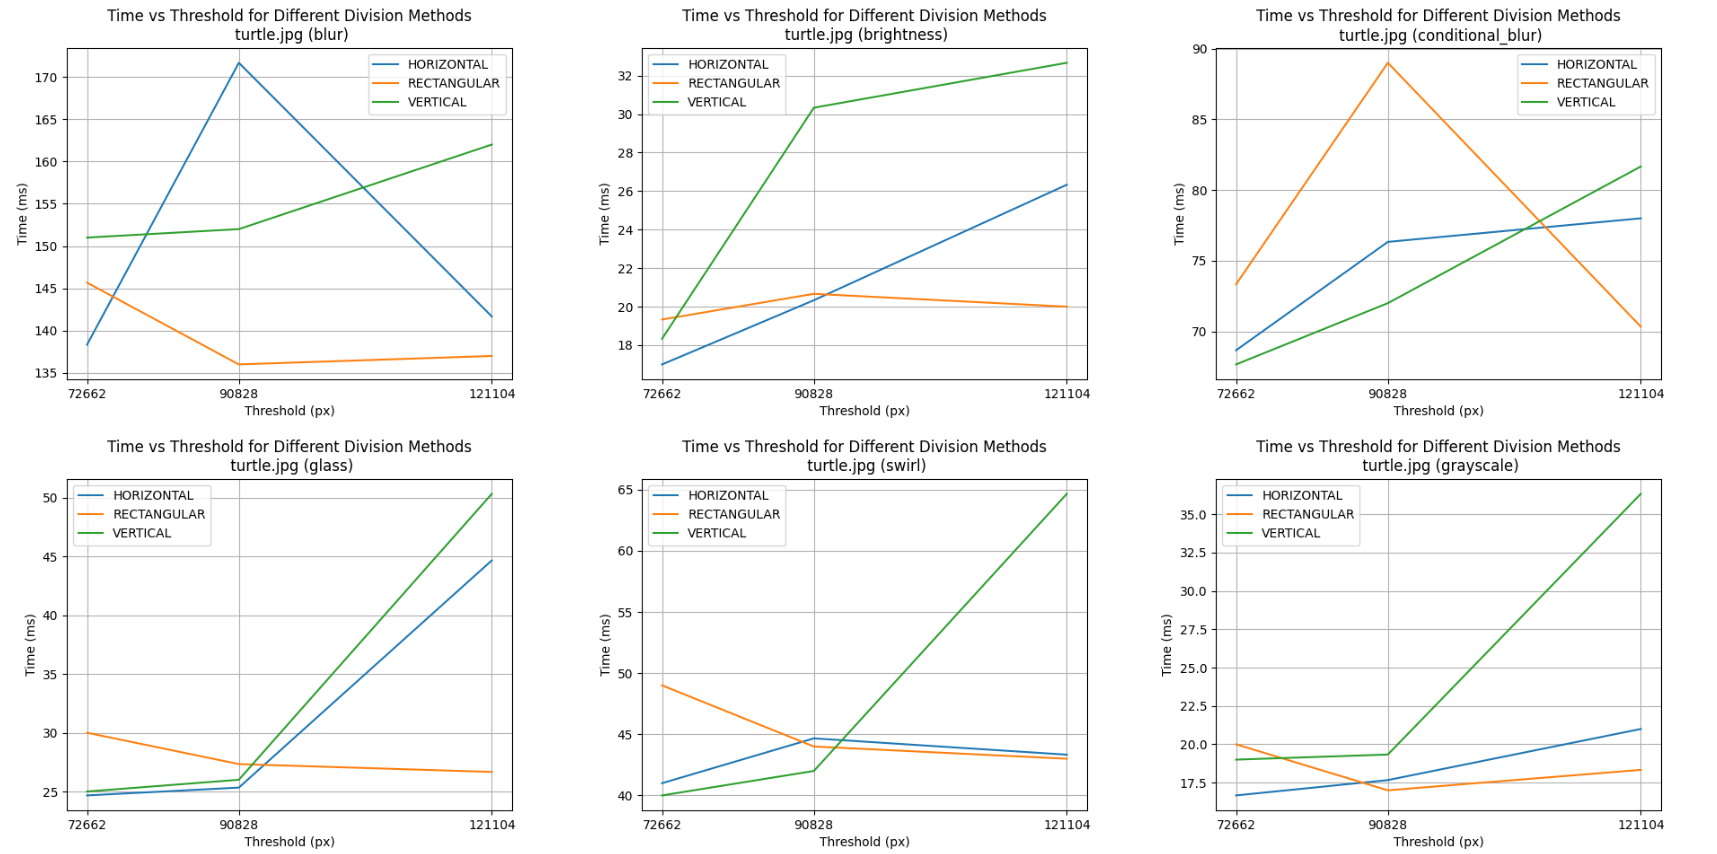 Time vs Threshold for Different Division Methods
turtle.jpg (blur)
HORIZONTAL
RECTANGULAR
VERTICAL
170
165
160
155
150
145
140
135
Time (ms)
72662 90828 121104
Threshold (px)
Time vs Threshold for Different Division Methods
turtle.jpg (brightness)
HORIZONTAL
RECTANGULAR
VERTICAL
32
30
28
26
24
22
20
18
Time (ms)
72662 90828 121104
Threshold (px)
Time vs Threshold for Different Division Methods
turtle.jpg (conditional_blur)
HORIZONTAL
RECTANGULAR
VERTICAL
90
85
80
75
70
Time (ms)
72662 90828 121104
Threshold (px)
Time vs Threshold for Different Division Methods
turtle.jpg (glass)
HORIZONTAL
RECTANGULAR
VERTICAL
50
45
40
35
30
25
Time (ms)
72662 90828 121104
Threshold (px)
Time vs Threshold for Different Division Methods
turtle.jpg (swirl)
HORIZONTAL
RECTANGULAR
VERTICAL
65
60
55
50
45
40
Time (ms)
72662 90828 121104
Threshold (px)
Time vs Threshold for Different Division Methods
turtle.jpg (grayscale)
HORIZONTAL
RECTANGULAR
VERTICAL
35.0
32.5
30.0
27.5
25.0
22.5
20.0
17.5
Time (ms)
72662 90828 121104
Threshold (px)